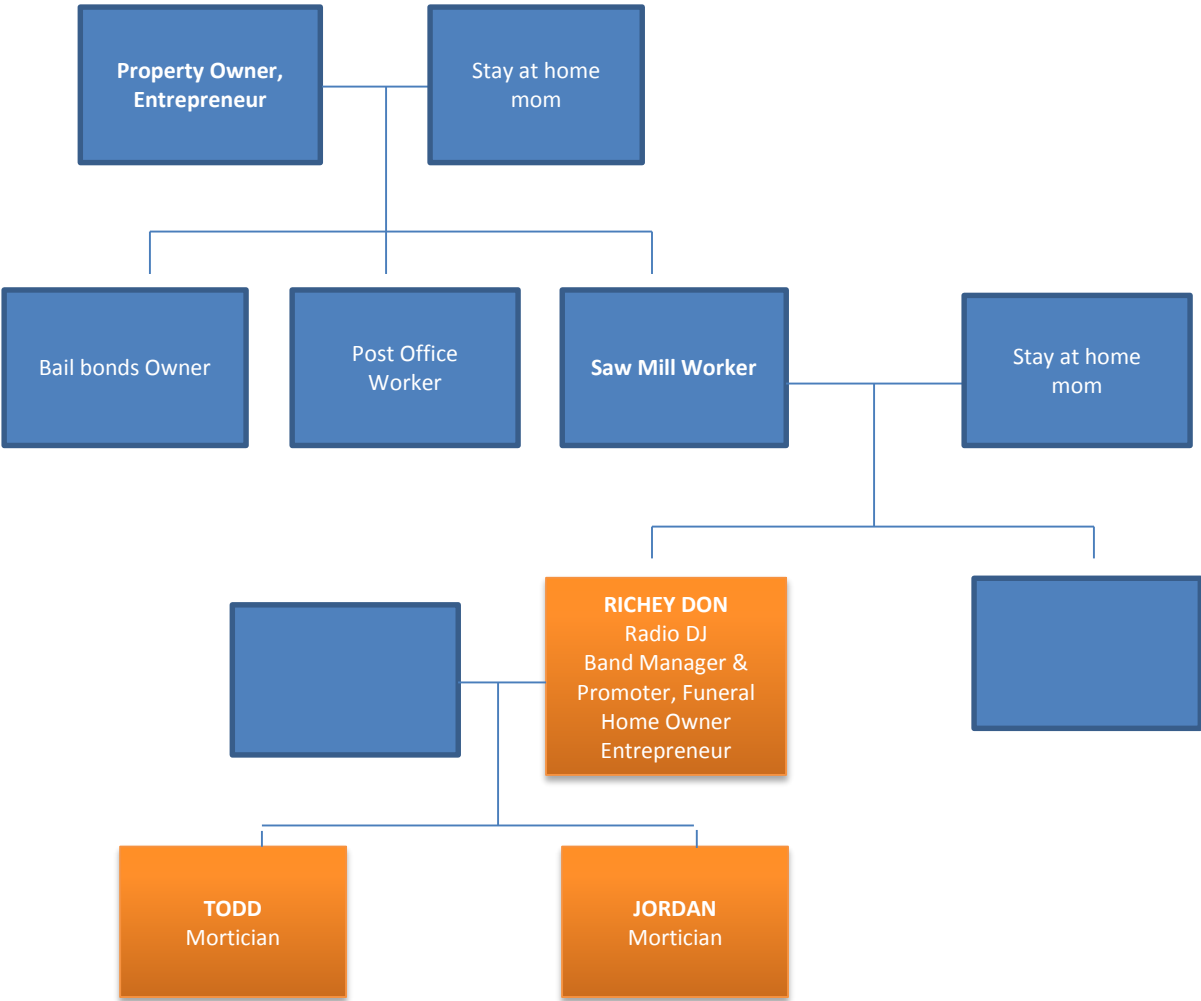 Property Owner,
Entrepreneur
Stay at home
mom
Bail bonds Owner
Post Office
Worker
Saw Mill Worker
Stay at home
mom
RICHEY DON
Radio DJ
Band Manager &
Promoter, Funeral
Home Owner
Entrepreneur
TODD
Mortician
JORDAN
Mortician